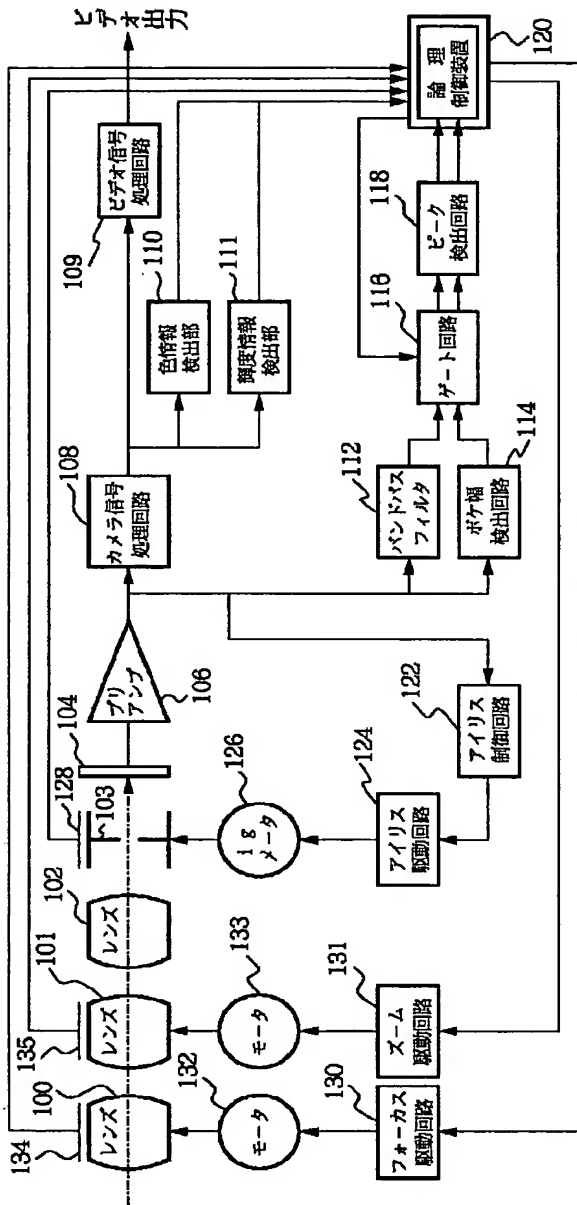 134
レンズ
100
135
レンズ
101
レンズ
102
128
103
104
プリ
アンプ
106
カメラ信号
処理回路
108
ビデオ信号
処理回路
109
ビデオ
出力
色情報
検出部
110
輝度情報
検出部
111
モータ
132
モータ
133
igメータ
126
バンドパス
フィルタ
112
ボケ幅
検出回路
114
ゲート回路
116
ピーク
検出回路
118
論理
制御装置
120
フォーカス
駆動回路
130
ズーム
駆動回路
131
アイリス
駆動回路
124
アイリス
制御回路
122